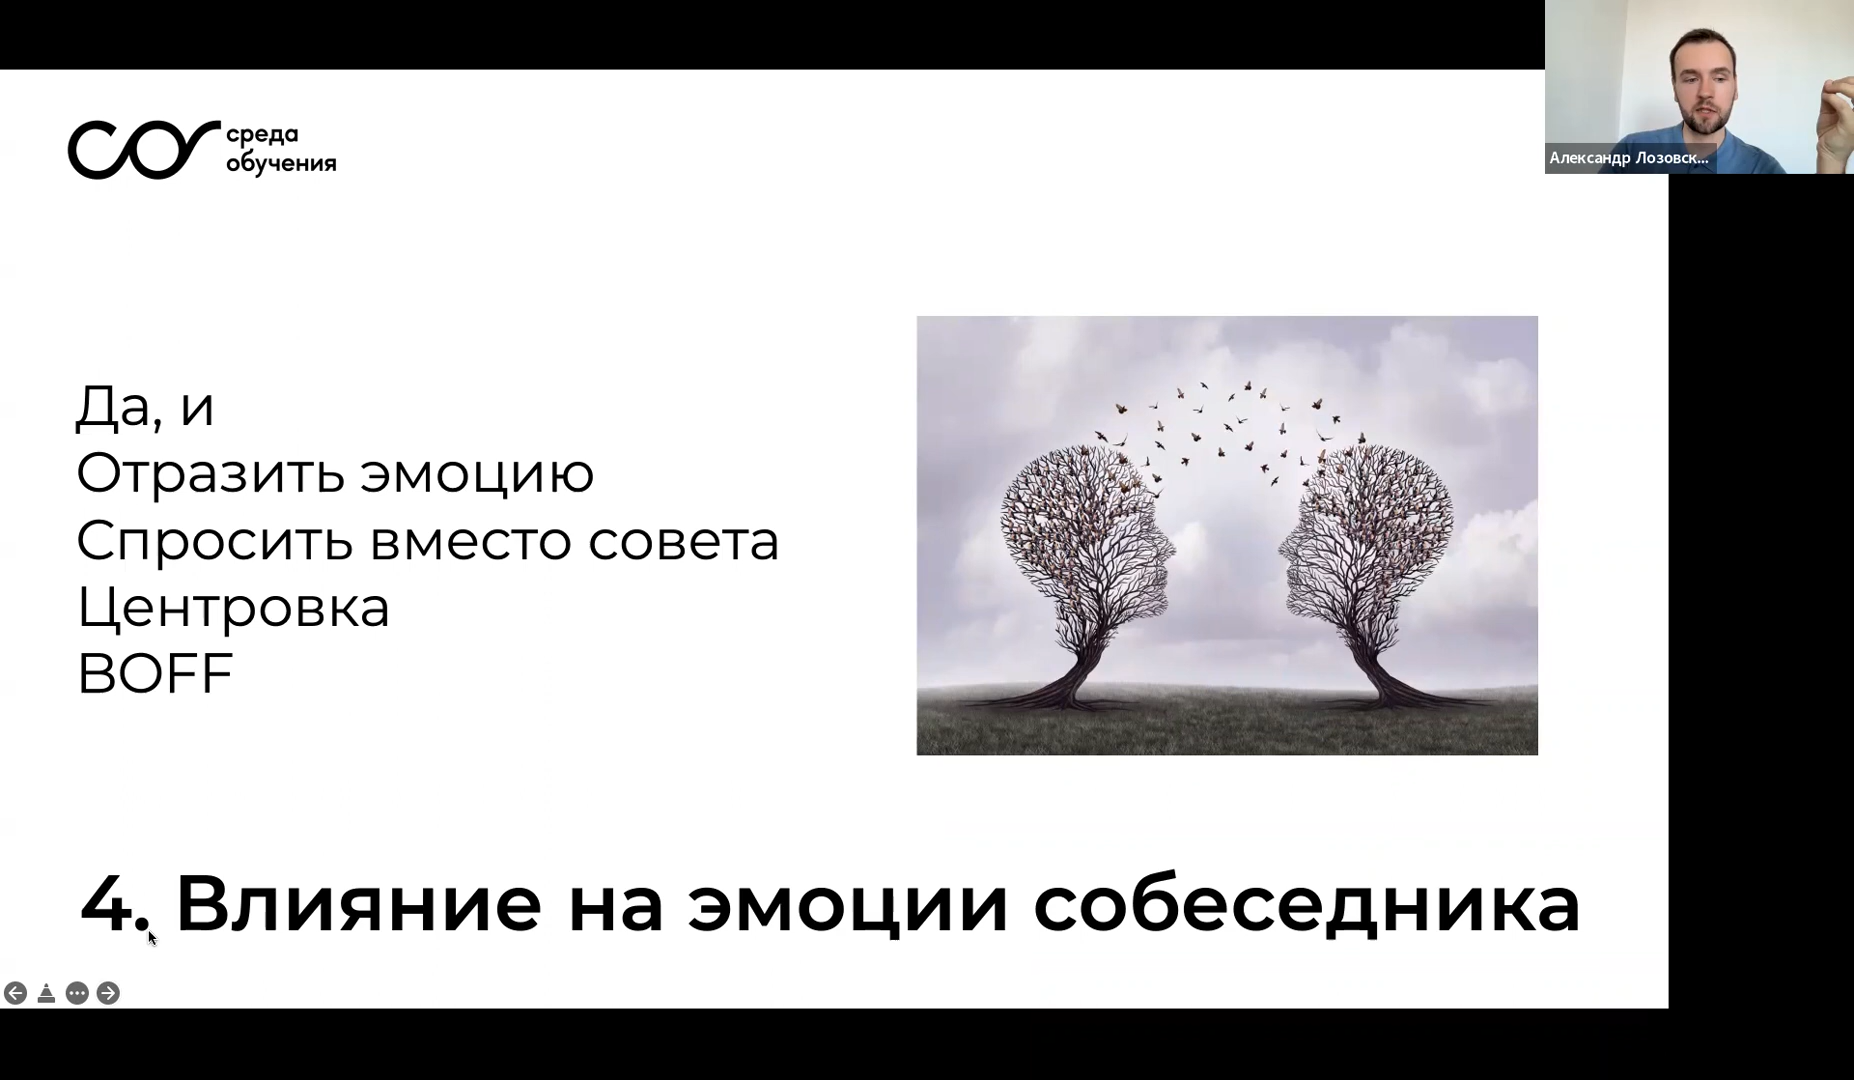 среда
обучения
Александр Лозовск...
Да, и
Отразить эмоцию
Спросить вместо совета
Центровка
BOFF
4. Влияние на эмоции собеседника